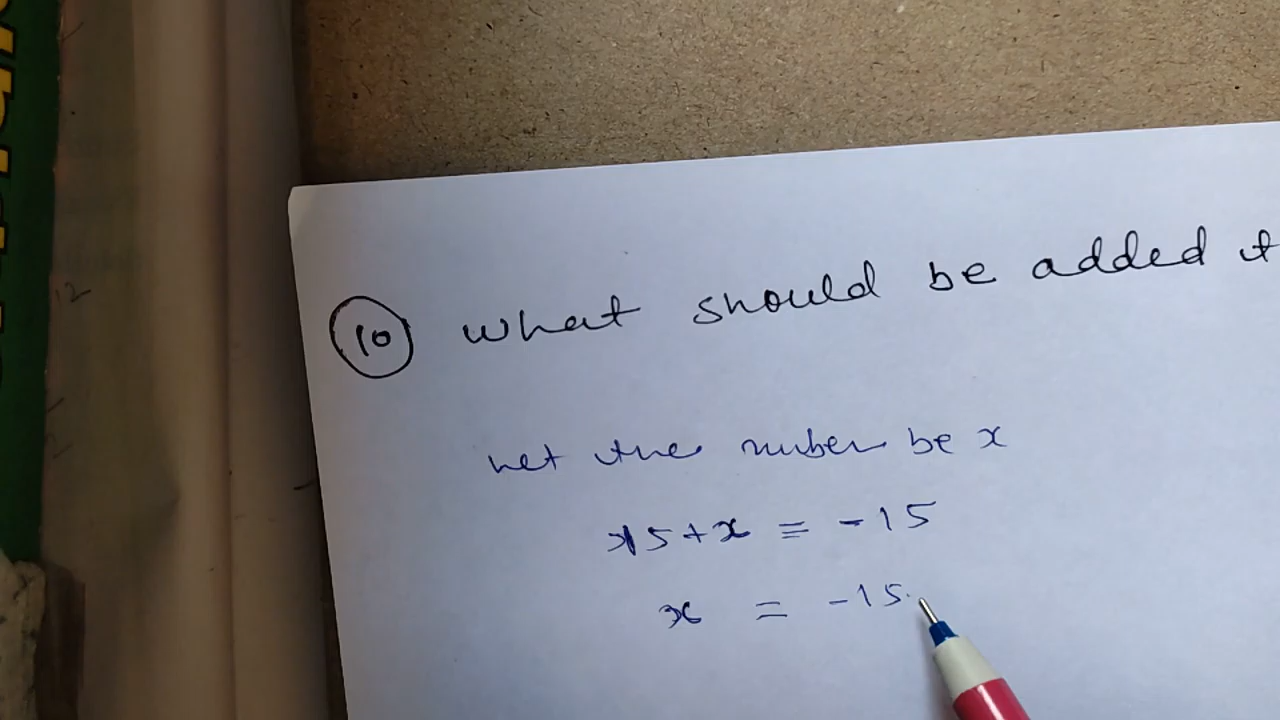 10 What should be added t
Let the nuber be x
15+x = -15
x = -15